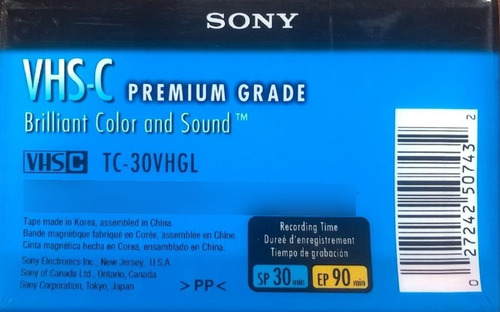 SONY
VHS-C PREMIUM GRADE
Brilliant Color and Sound™
VHS C TC-30VHGL
Tape made in Korea, assembled in China.
Bande magnétique fabriqué en Corée, assemblée en Chine.
Cinta magnética hecha en Corea, ensamblado en China.
Sony Electronics Inc., New Jersey, U.S.A.
Sony of Canada Ltd., Ontario, Canada
Sony Corporation, Tokyo, Japan
> PP <
Recording Time
Dureé d'enregistrement
Tiempo de grabación
SP 30 min EP 90 min
0 27242 50743 2